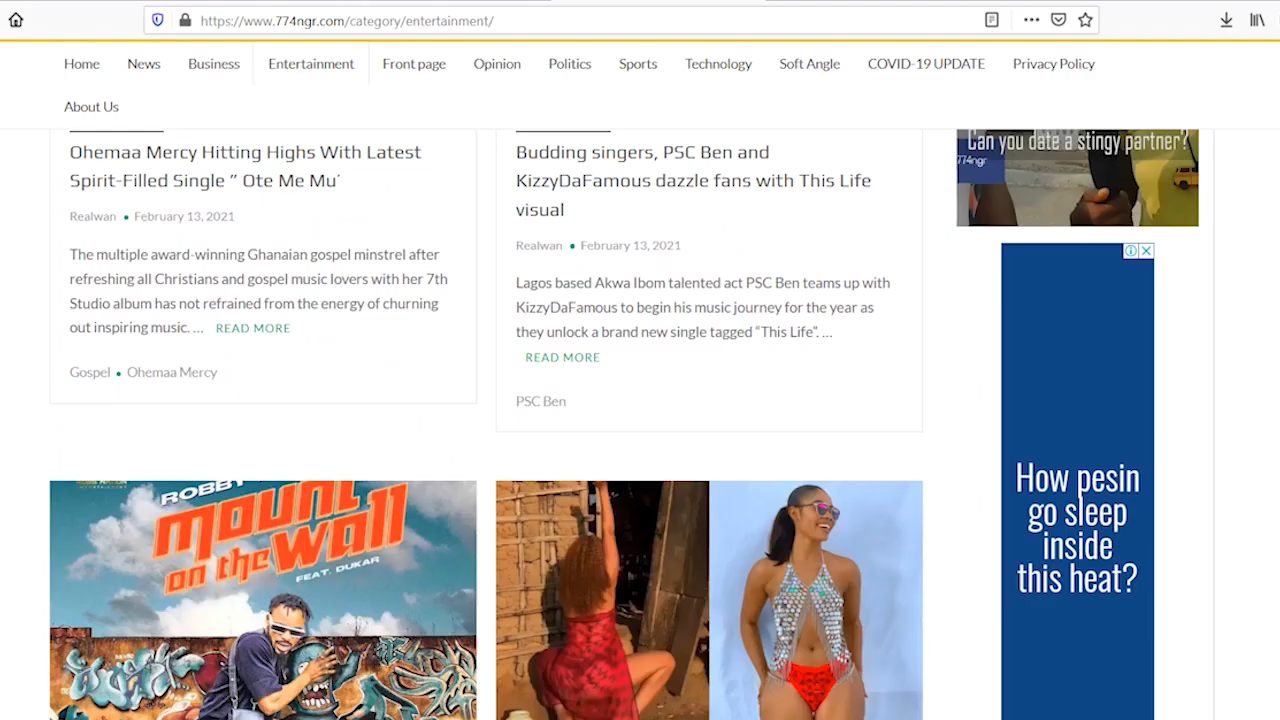 https://www.774ngr.com/category/entertainment/
Home News Business Entertainment Front page Opinion Politics Sports Technology Soft Angle COVID-19 UPDATE Privacy Policy
About Us
Ohemaa Mercy Hitting Highs With Latest
Spirit-Filled Single ” Ote Me Mu’
Realwan • February 13, 2021
The multiple award-winning Ghanaian gospel minstrel after
refreshing all Christians and gospel music lovers with her 7th
Studio album has not refrained from the energy of churning
out inspiring music. … READ MORE
Gospel • Ohemaa Mercy
Budding singers, PSC Ben and
KizzyDaFamous dazzle fans with This Life
visual
Realwan • February 13, 2021
Lagos based Akwa Ibom talented act PSC Ben teams up with
KizzyDaFamous to begin his music journey for the year as
they unlock a brand new single tagged “This Life”. …
READ MORE
PSC Ben
Can you date a stingy partner?
774ngr
How pesin
go sleep
inside
this heat?
ROBBY
mount
on the wall
FEAT. DUKAR